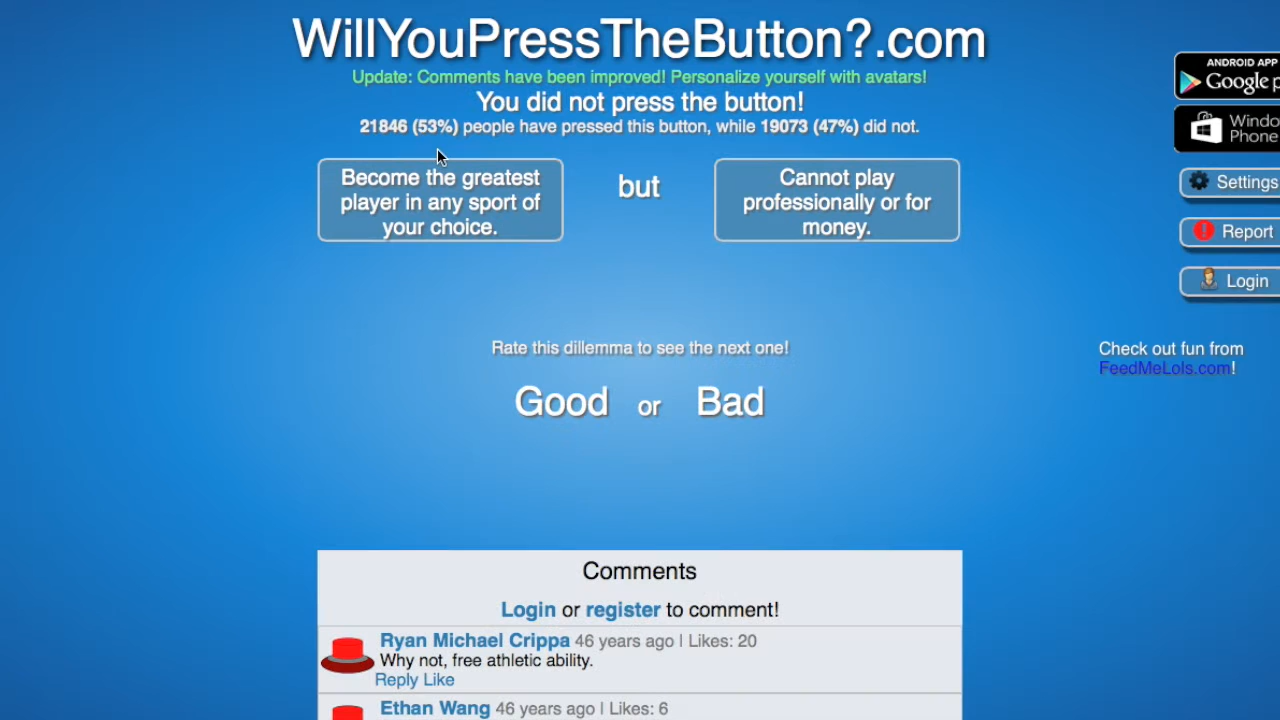 WillYouPressTheButton?.com
Update: Comments have been improved! Personalize yourself with avatars!
You did not press the button!
21846 (53%) people have pressed this button, while 19073 (47%) did not.
Become the greatest
player in any sport of
your choice.
but
Cannot play
professionally or for
money.
ANDROID APP
Google p
Windo
Phone
Settings
Report
Login
Rate this dillemma to see the next one!
Good or Bad
Check out fun from
FeedMeLols.com!
Comments
Login or register to comment!
Ryan Michael Crippa 46 years ago | Likes: 20
Why not, free athletic ability.
Reply Like
Ethan Wang 46 years ago | Likes: 6